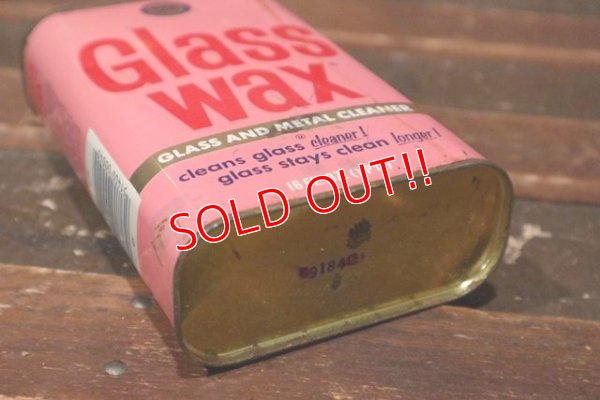 Glass
wax
GLASS AND METAL CLEANER
cleans glass cleaner!
glass stays clean longer!
SOLD OUT!!